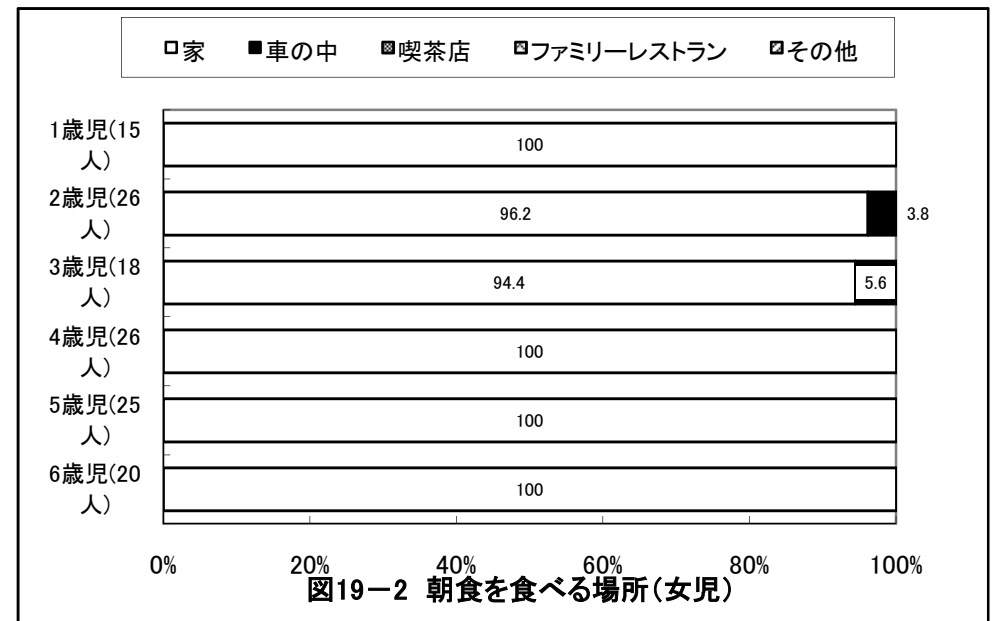 家 車の中 喫茶店 ファミリーレストラン その他
1歳児(15
人)
100
2歳児(26
人)
96.2 3.8
3歳児(18
人)
94.4 5.6
4歳児(26
人)
100
5歳児(25
人)
100
6歳児(20
人)
100
0% 20% 40% 60% 80% 100%
図19－2 朝食を食べる場所(女児)